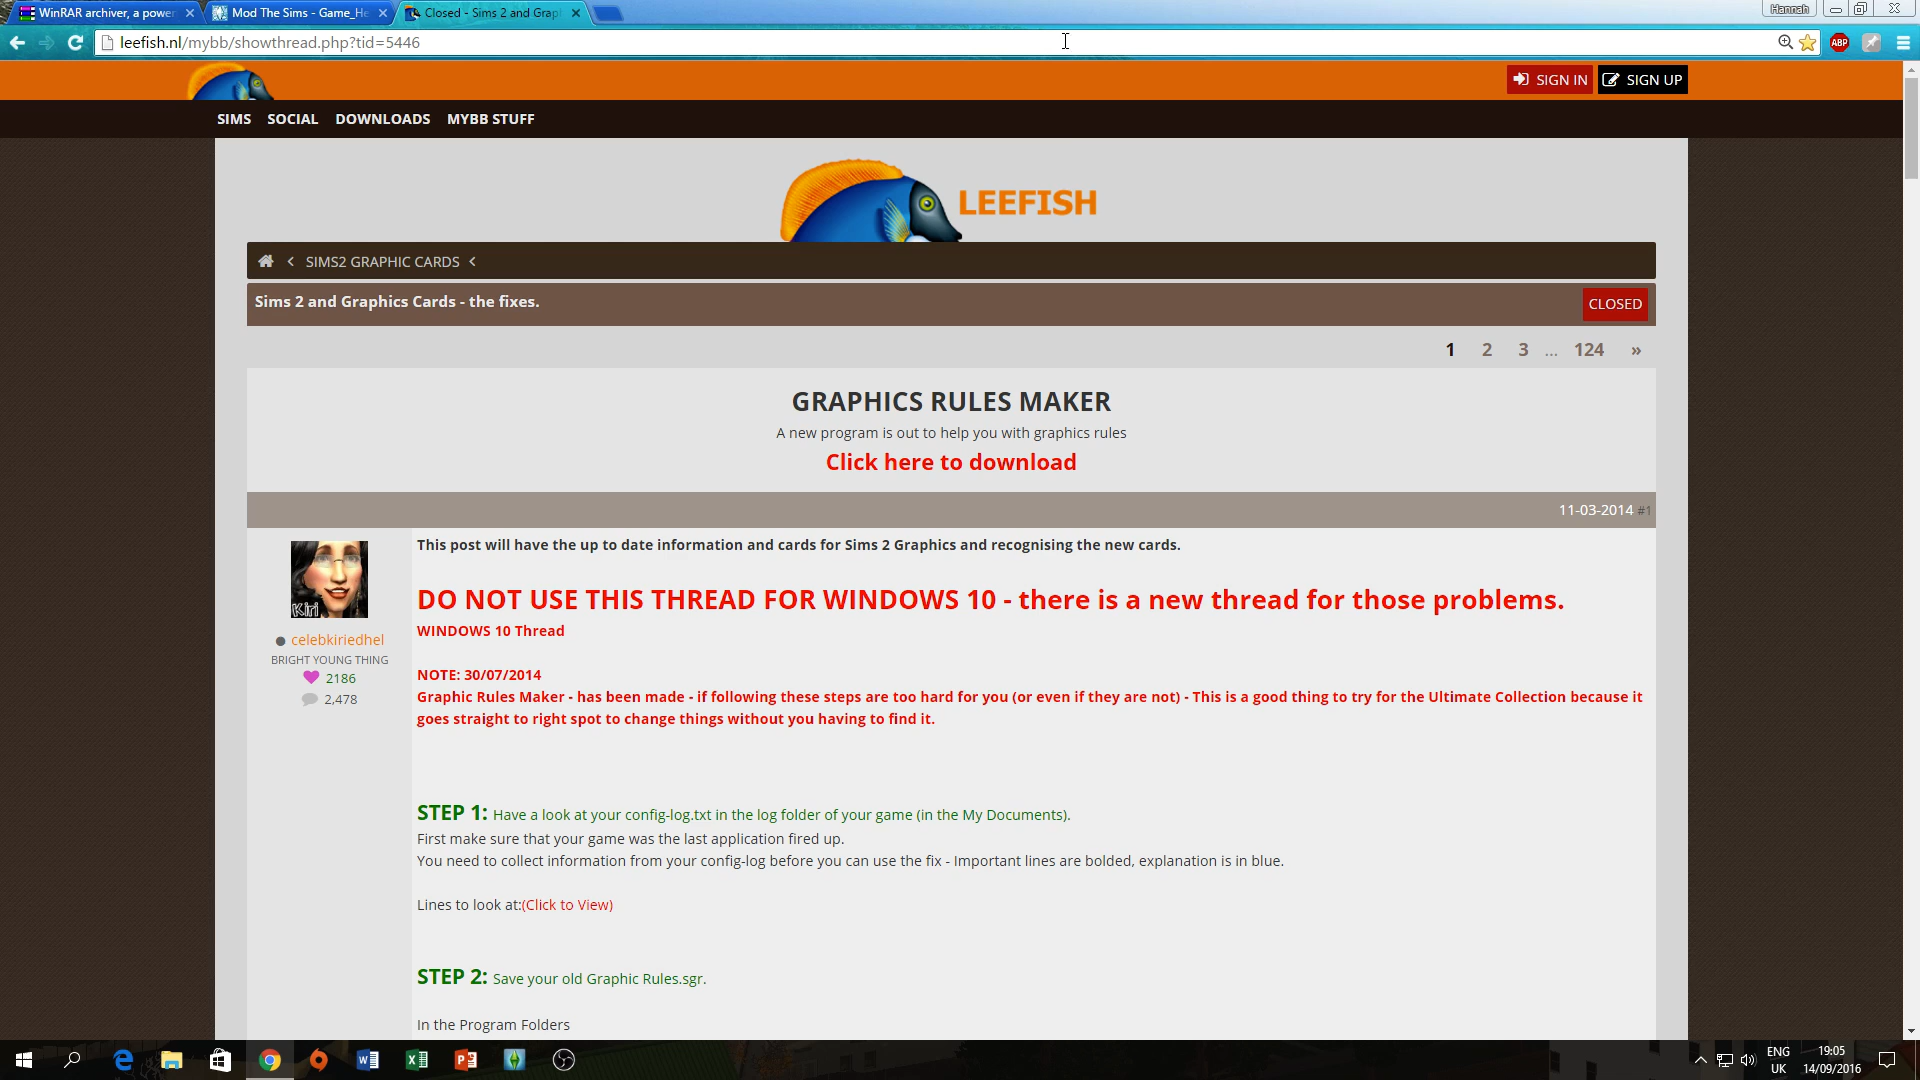 WinRAR archiver, a power
Mod The Sims - Game_He
Closed - Sims 2 and Grap
Hannah
leefish.nl/mybb/showthread.php?tid=5446
ABP
SIGN IN
SIGN UP
SIMS
SOCIAL
DOWNLOADS
MYBB STUFF
LEEFISH
SIMS2 GRAPHIC CARDS
Sims 2 and Graphics Cards - the fixes.
CLOSED
1 2 3 ... 124 »
GRAPHICS RULES MAKER
A new program is out to help you with graphics rules
Click here to download
11-03-2014 #1
Kiri
celebkiriedhel
BRIGHT YOUNG THING
2186
2,478
This post will have the up to date information and cards for Sims 2 Graphics and recognising the new cards.
DO NOT USE THIS THREAD FOR WINDOWS 10 - there is a new thread for those problems.
WINDOWS 10 Thread
NOTE: 30/07/2014
Graphic Rules Maker - has been made - if following these steps are too hard for you (or even if they are not) - This is a good thing to try for the Ultimate Collection because it
goes straight to right spot to change things without you having to find it.
STEP 1: Have a look at your config-log.txt in the log folder of your game (in the My Documents).
First make sure that your game was the last application fired up.
You need to collect information from your config-log before you can use the fix - Important lines are bolded, explanation is in blue.
Lines to look at:(Click to View)
STEP 2: Save your old Graphic Rules.sgr.
In the Program Folders
ENG
UK
19:05
14/09/2016